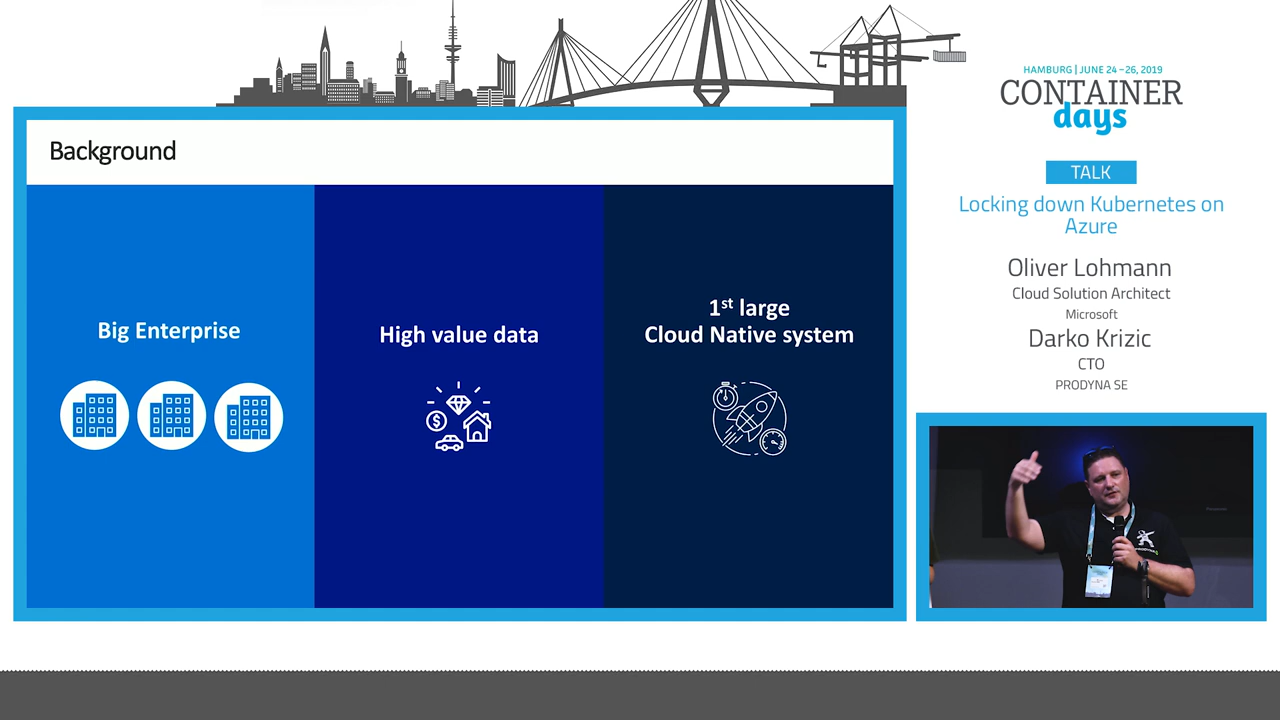 HAMBURG | JUNE 24 – 26, 2019
CONTAINER
days
TALK
Locking down Kubernetes on
Azure
Oliver Lohmann
Cloud Solution Architect
Microsoft
Darko Krizic
CTO
PRODYNA SE
Background
Big Enterprise
High value data
1st large
Cloud Native system
$
PRODYNA